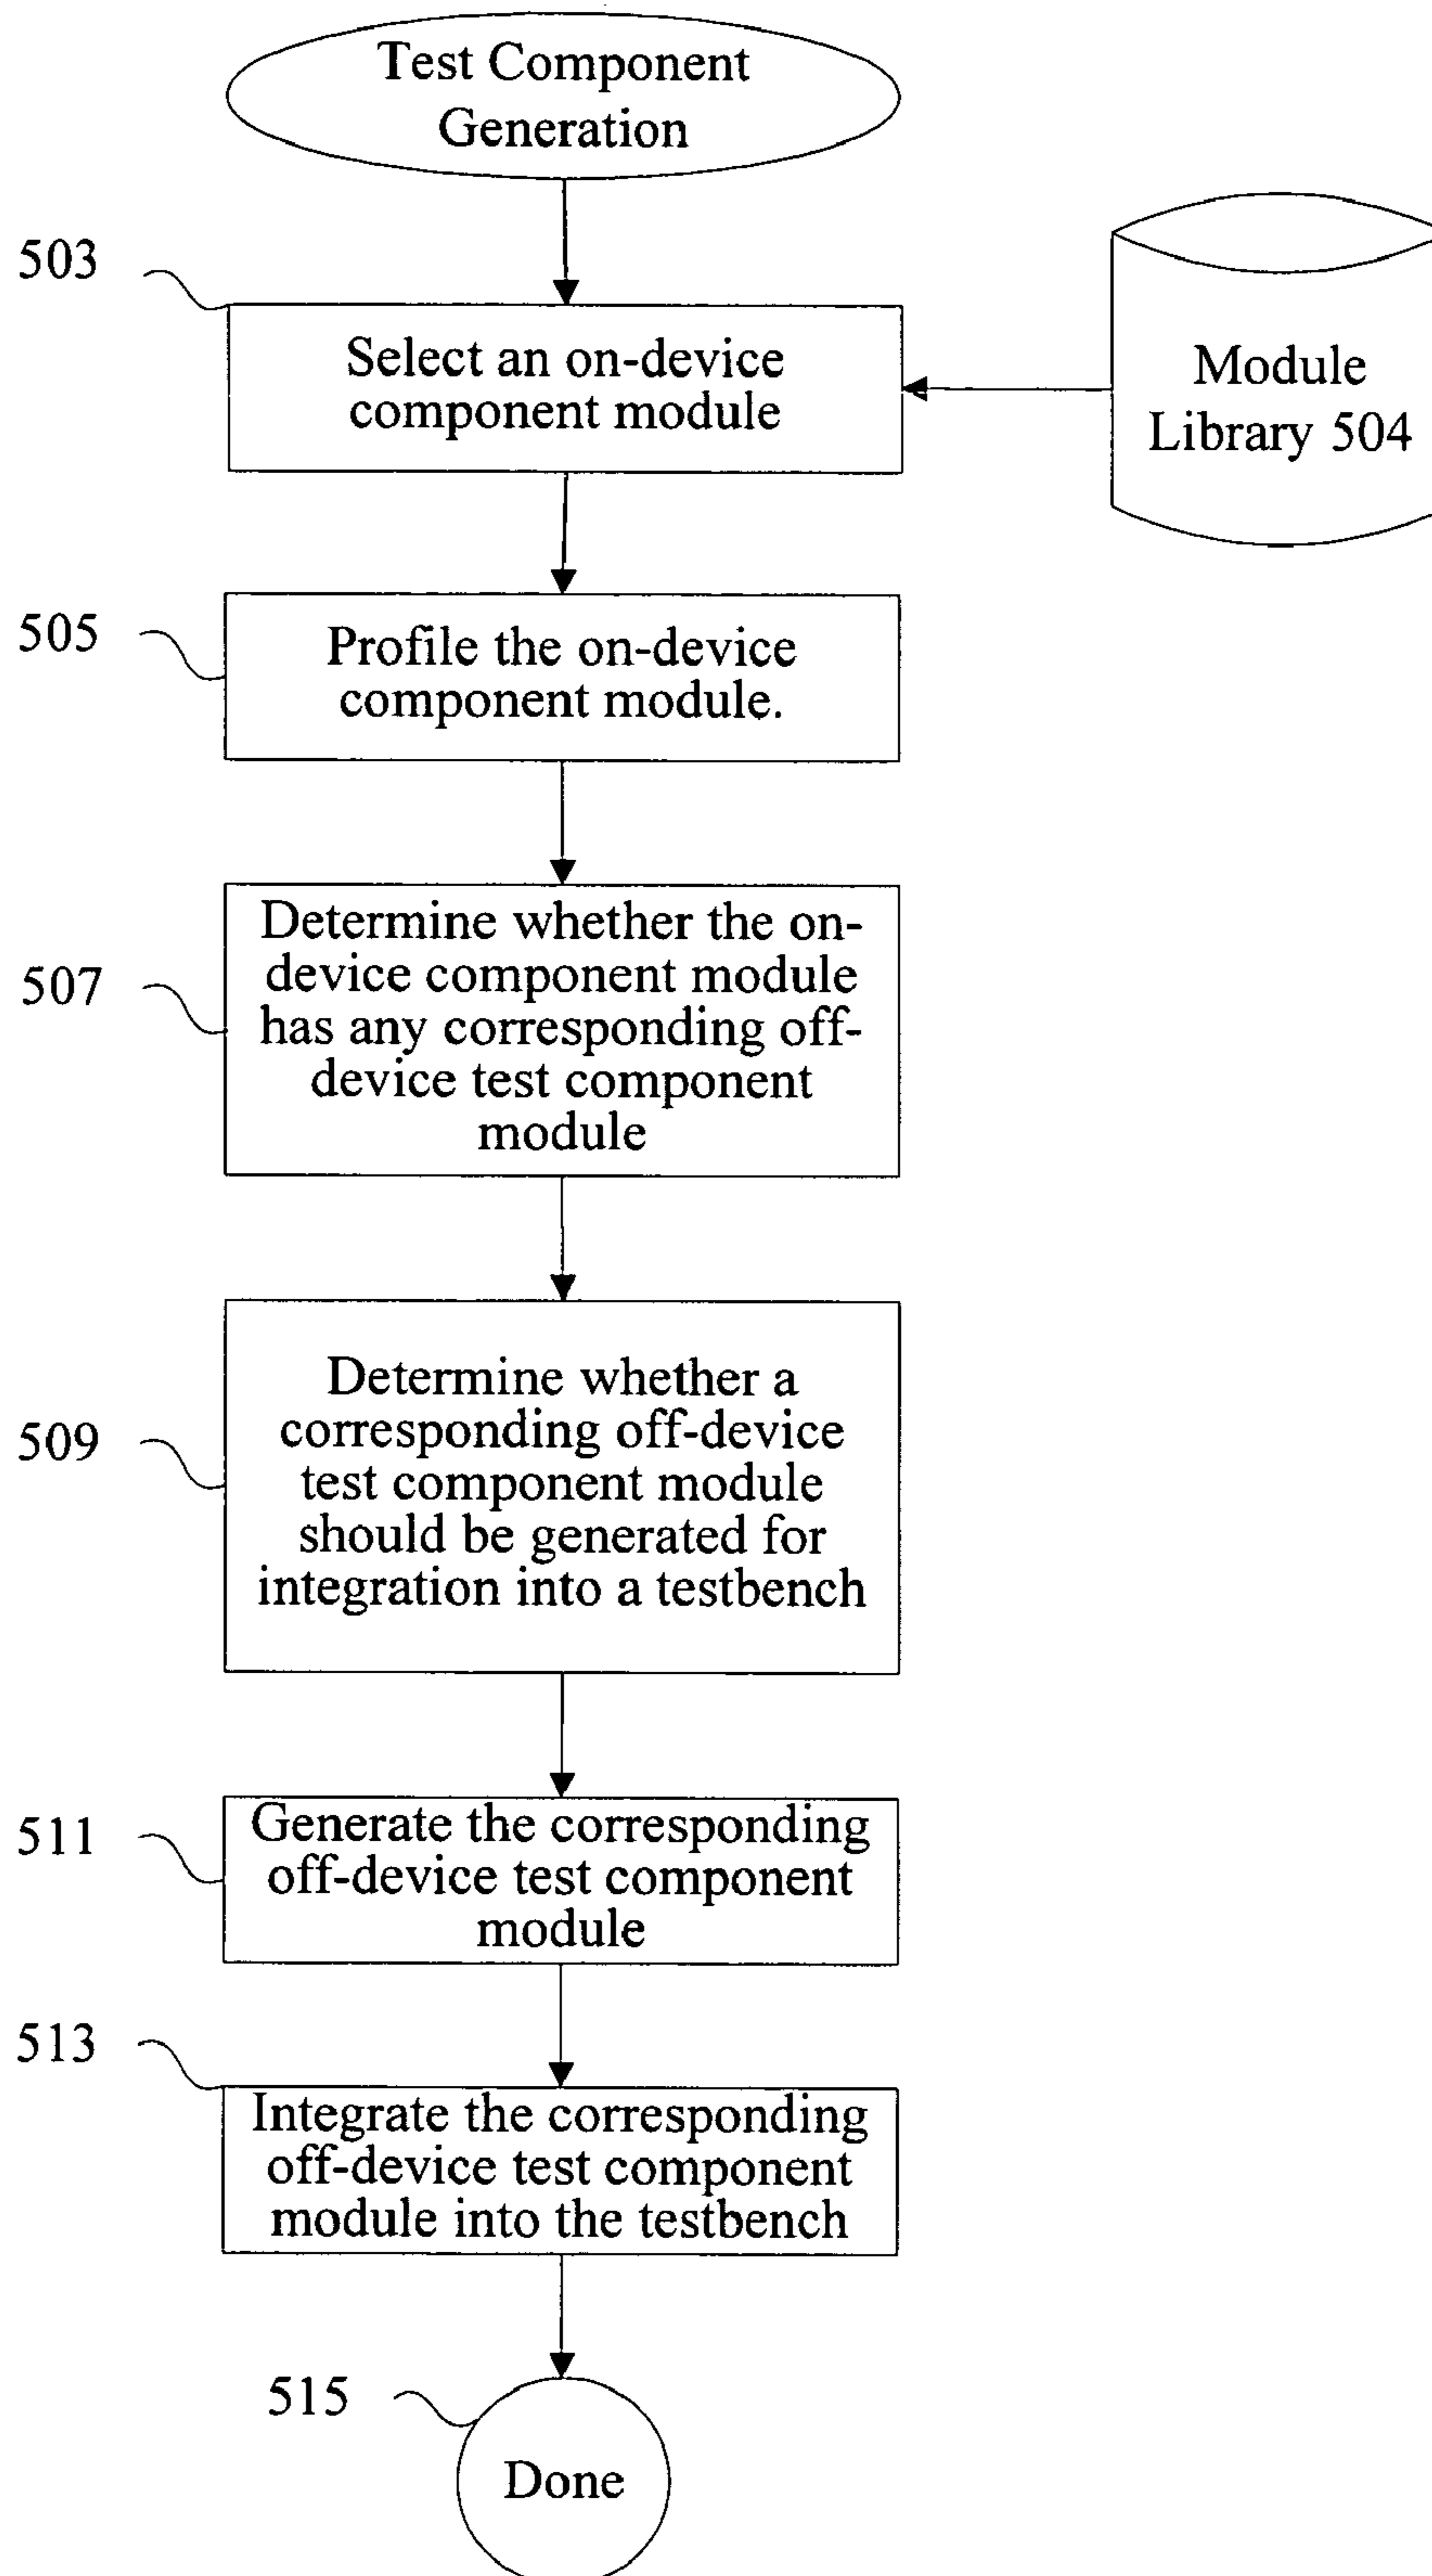 Test Component
Generation
503
Select an on-device
component module
Module
Library 504
505
Profile the on-device
component module.
507
Determine whether the on-
device component module
has any corresponding off-
device test component
module
509
Determine whether a
corresponding off-device
test component module
should be generated for
integration into a testbench
511
Generate the corresponding
off-device test component
module
513
Integrate the corresponding
off-device test component
module into the testbench
515
Done